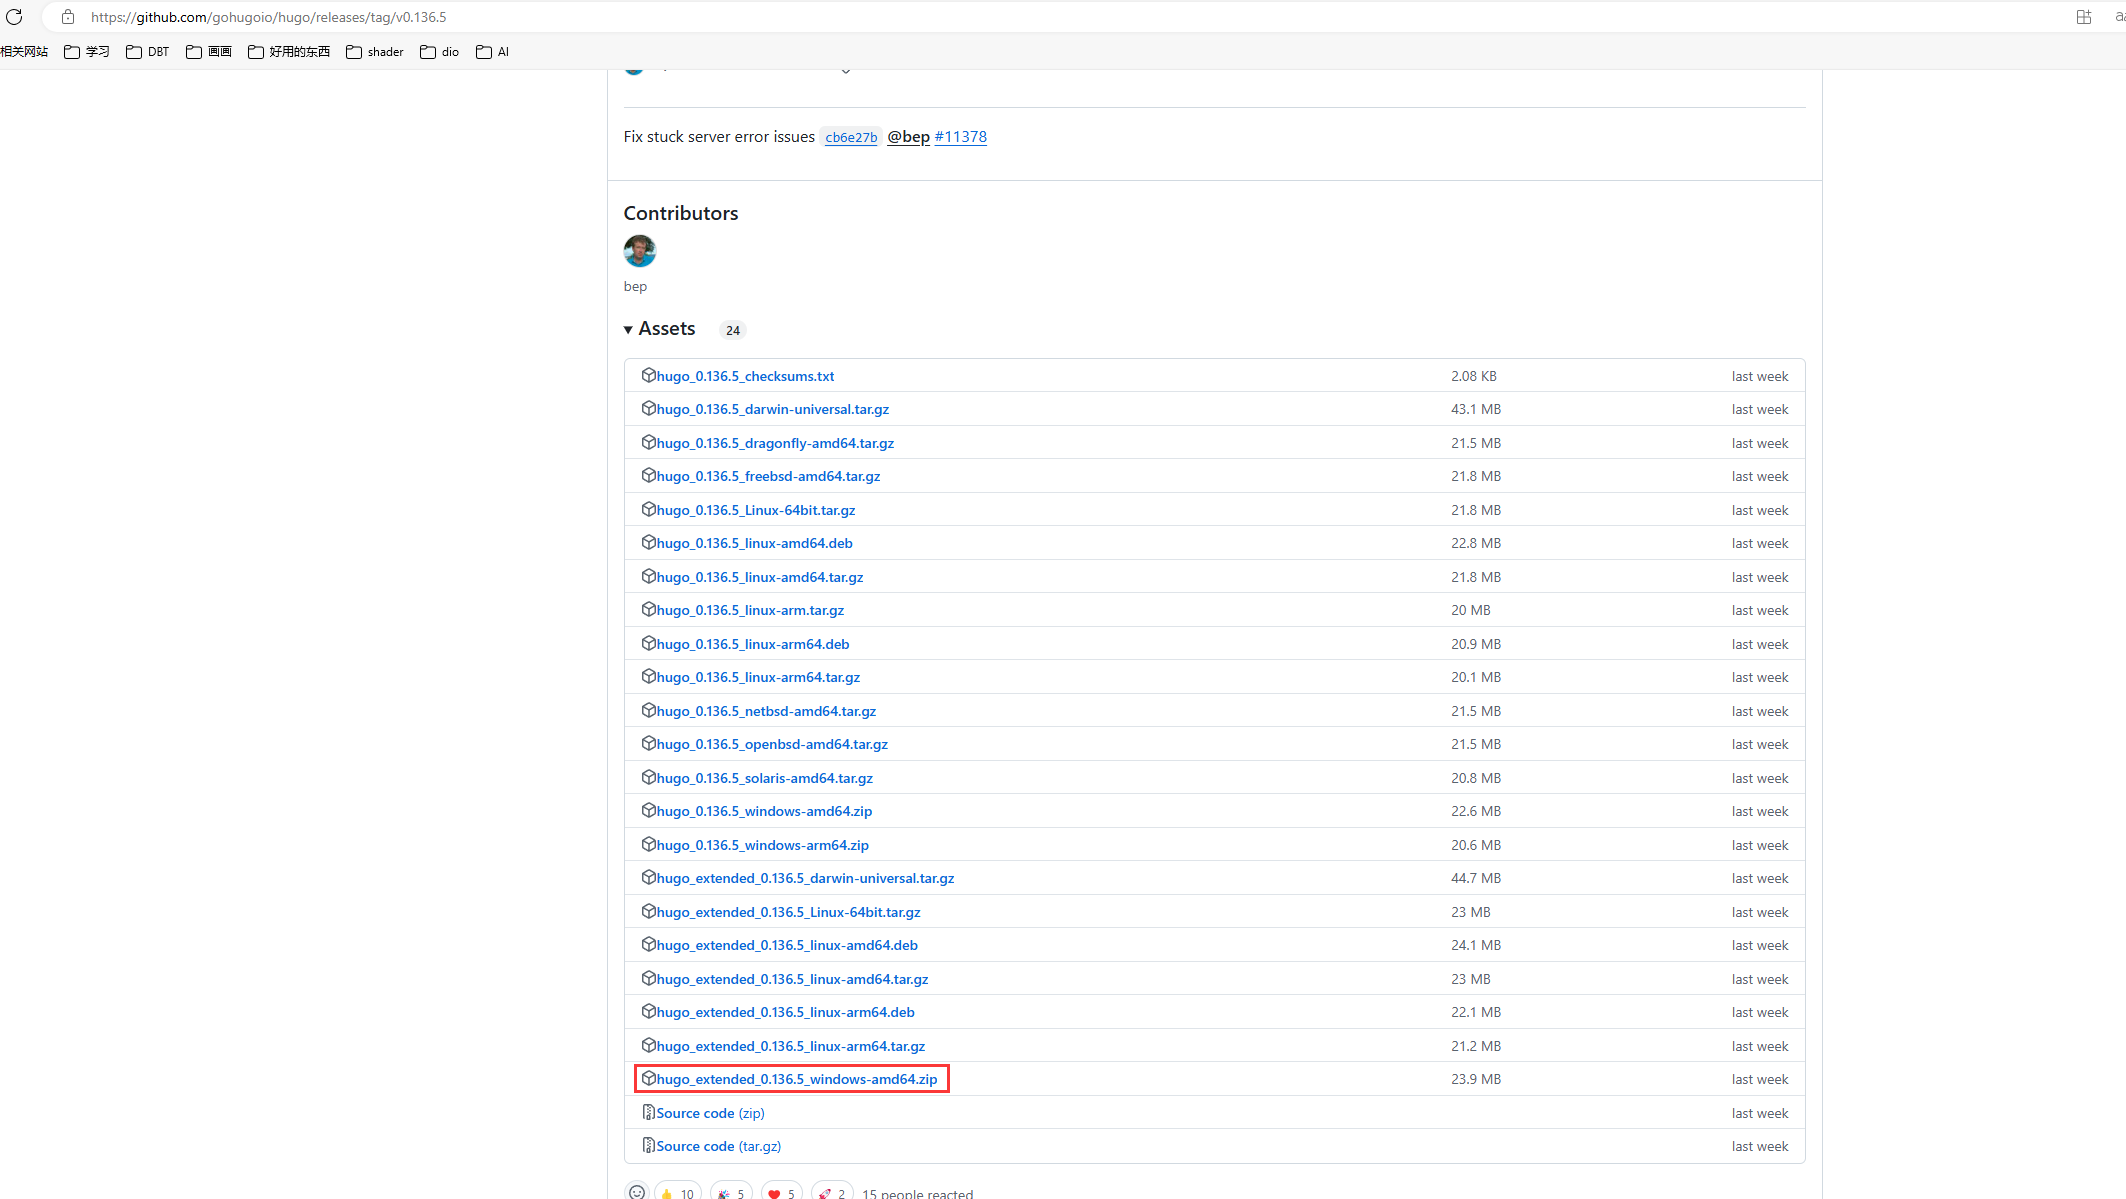 https://github.com/gohugoio/hugo/releases/tag/v0.136.5
相关网站 学习 DBT 画画 好用的东西 shader dio AI
Fix stuck server error issues cb6e27b @bep #11378
Contributors
bep
Assets 24
hugo_0.136.5_checksums.txt 2.08 KB last week
hugo_0.136.5_darwin-universal.tar.gz 43.1 MB last week
hugo_0.136.5_dragonfly-amd64.tar.gz 21.5 MB last week
hugo_0.136.5_freebsd-amd64.tar.gz 21.8 MB last week
hugo_0.136.5_Linux-64bit.tar.gz 21.8 MB last week
hugo_0.136.5_linux-amd64.deb 22.8 MB last week
hugo_0.136.5_linux-amd64.tar.gz 21.8 MB last week
hugo_0.136.5_linux-arm.tar.gz 20 MB last week
hugo_0.136.5_linux-arm64.deb 20.9 MB last week
hugo_0.136.5_linux-arm64.tar.gz 20.1 MB last week
hugo_0.136.5_netbsd-amd64.tar.gz 21.5 MB last week
hugo_0.136.5_openbsd-amd64.tar.gz 21.5 MB last week
hugo_0.136.5_solaris-amd64.tar.gz 20.8 MB last week
hugo_0.136.5_windows-amd64.zip 22.6 MB last week
hugo_0.136.5_windows-arm64.zip 20.6 MB last week
hugo_extended_0.136.5_darwin-universal.tar.gz 44.7 MB last week
hugo_extended_0.136.5_Linux-64bit.tar.gz 23 MB last week
hugo_extended_0.136.5_linux-amd64.deb 24.1 MB last week
hugo_extended_0.136.5_linux-amd64.tar.gz 23 MB last week
hugo_extended_0.136.5_linux-arm64.deb 22.1 MB last week
hugo_extended_0.136.5_linux-arm64.tar.gz 21.2 MB last week
hugo_extended_0.136.5_windows-amd64.zip 23.9 MB last week
Source code (zip) last week
Source code (tar.gz) last week
10 5 5 2 15 people reacted